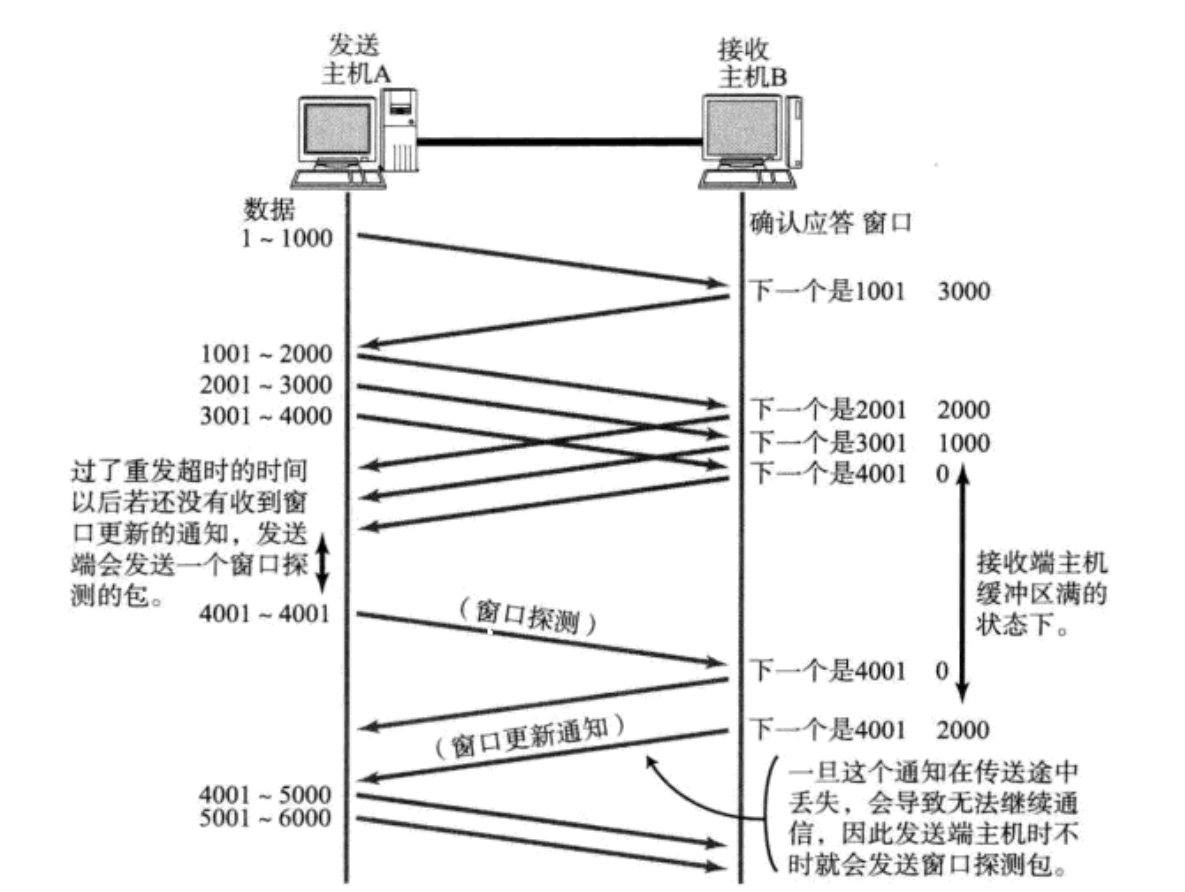 发送
主机A
接收
主机B
数据
1 ~ 1000
确认应答 窗口
下一个是1001 3000
1001 ~ 2000
2001 ~ 3000
3001 ~ 4000
下一个是2001 2000
下一个是3001 1000
下一个是4001 0
过了重发超时的时间
以后若还没有收到窗
口更新的通知，发送
端会发送一个窗口探
测的包。
接收端主机
缓冲区满的
状态下。
4001 ~ 4001
（窗口探测）
下一个是4001 0
（窗口更新通知）
下一个是4001 2000
一旦这个通知在传送途中
丢失，会导致无法继续通
信，因此发送端主机时不
时就会发送窗口探测包。
4001 ~ 5000
5001 ~ 6000